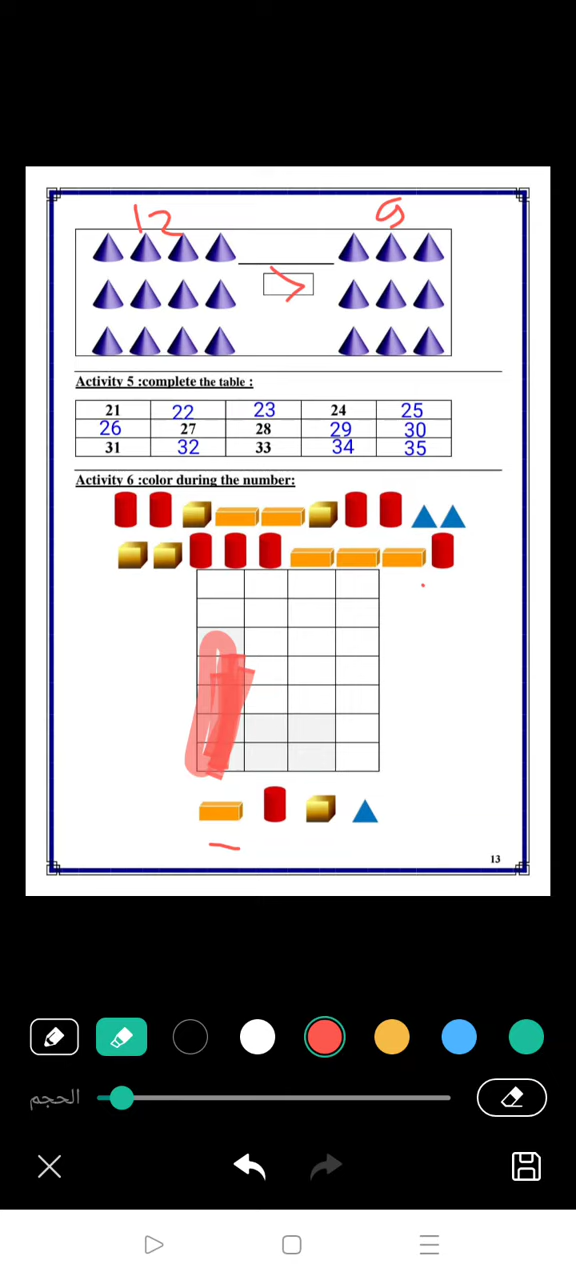 12 9
>
Activity 5 :complete the table :
21 22 23 24 25
26 27 28 29 30
31 32 33 34 35
Activity 6 :color during the number:
13
الحجم